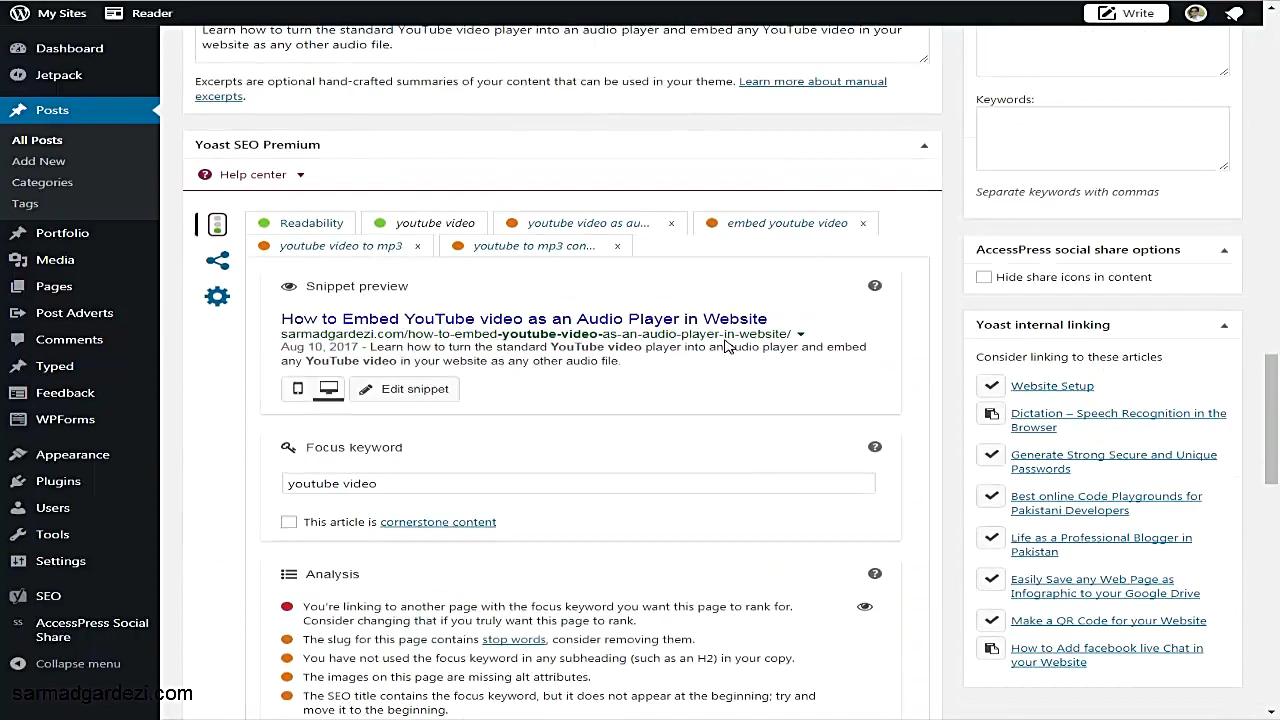 My Sites
Reader
Write
Dashboard
Jetpack
Posts
All Posts
Add New
Categories
Tags
Portfolio
Media
Pages
Post Adverts
Comments
Typed
Feedback
WPForms
Appearance
Plugins
Users
Tools
Settings
SEO
AccessPress Social
Share
Collapse menu
sarmadgardezi.com
Learn how to turn the standard YouTube video player into an audio player and embed any YouTube video in your
website as any other audio file.
Excerpts are optional hand-crafted summaries of your content that can be used in your theme. Learn more about manual
excerpts.
Yoast SEO Premium
Help center
Readability
youtube video
youtube video as au... ×
embed youtube video ×
youtube video to mp3 ×
youtube to mp3 con... ×
Snippet preview
How to Embed YouTube video as an Audio Player in Website
sarmadgardezi.com/how-to-embed-youtube-video-as-an-audio-player-in-website/
Aug 10, 2017 - Learn how to turn the standard YouTube video player into an audio player and embed
any YouTube video in your website as any other audio file.
Edit snippet
Focus keyword
youtube video
This article is cornerstone content
Analysis
You're linking to another page with the focus keyword you want this page to rank for.
Consider changing that if you truly want this page to rank.
The slug for this page contains stop words, consider removing them.
You have not used the focus keyword in any subheading (such as an H2) in your copy.
The images on this page are missing alt attributes.
The SEO title contains the focus keyword, but it does not appear at the beginning; try and
move it to the beginning.
Keywords:
Separate keywords with commas
AccessPress social share options
Hide share icons in content
Yoast internal linking
Consider linking to these articles
Website Setup
Dictation – Speech Recognition in the
Browser
Generate Strong Secure and Unique
Passwords
Best online Code Playgrounds for
Pakistani Developers
Life as a Professional Blogger in
Pakistan
Easily Save any Web Page as
Infographic to your Google Drive
Make a QR Code for your Website
How to Add facebook live Chat in
your Website